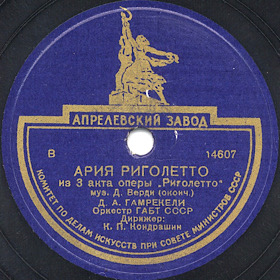 АПРЕЛЕВСКИЙ ЗАВОД
В 14607
АРИЯ РИГОЛЕТТО
из 3 акта оперы „Риголетто"
муз. Д. Верди (оконч.)
Д. А. ГАМРЕКЕЛИ
Оркестр ГАБТ СССР
Дирижер:
К. П. Кондрашин
КОМИТЕТ ПО ДЕЛАМ ИСКУССТВ ПРИ СОВЕТЕ МИНИСТРОВ СССР